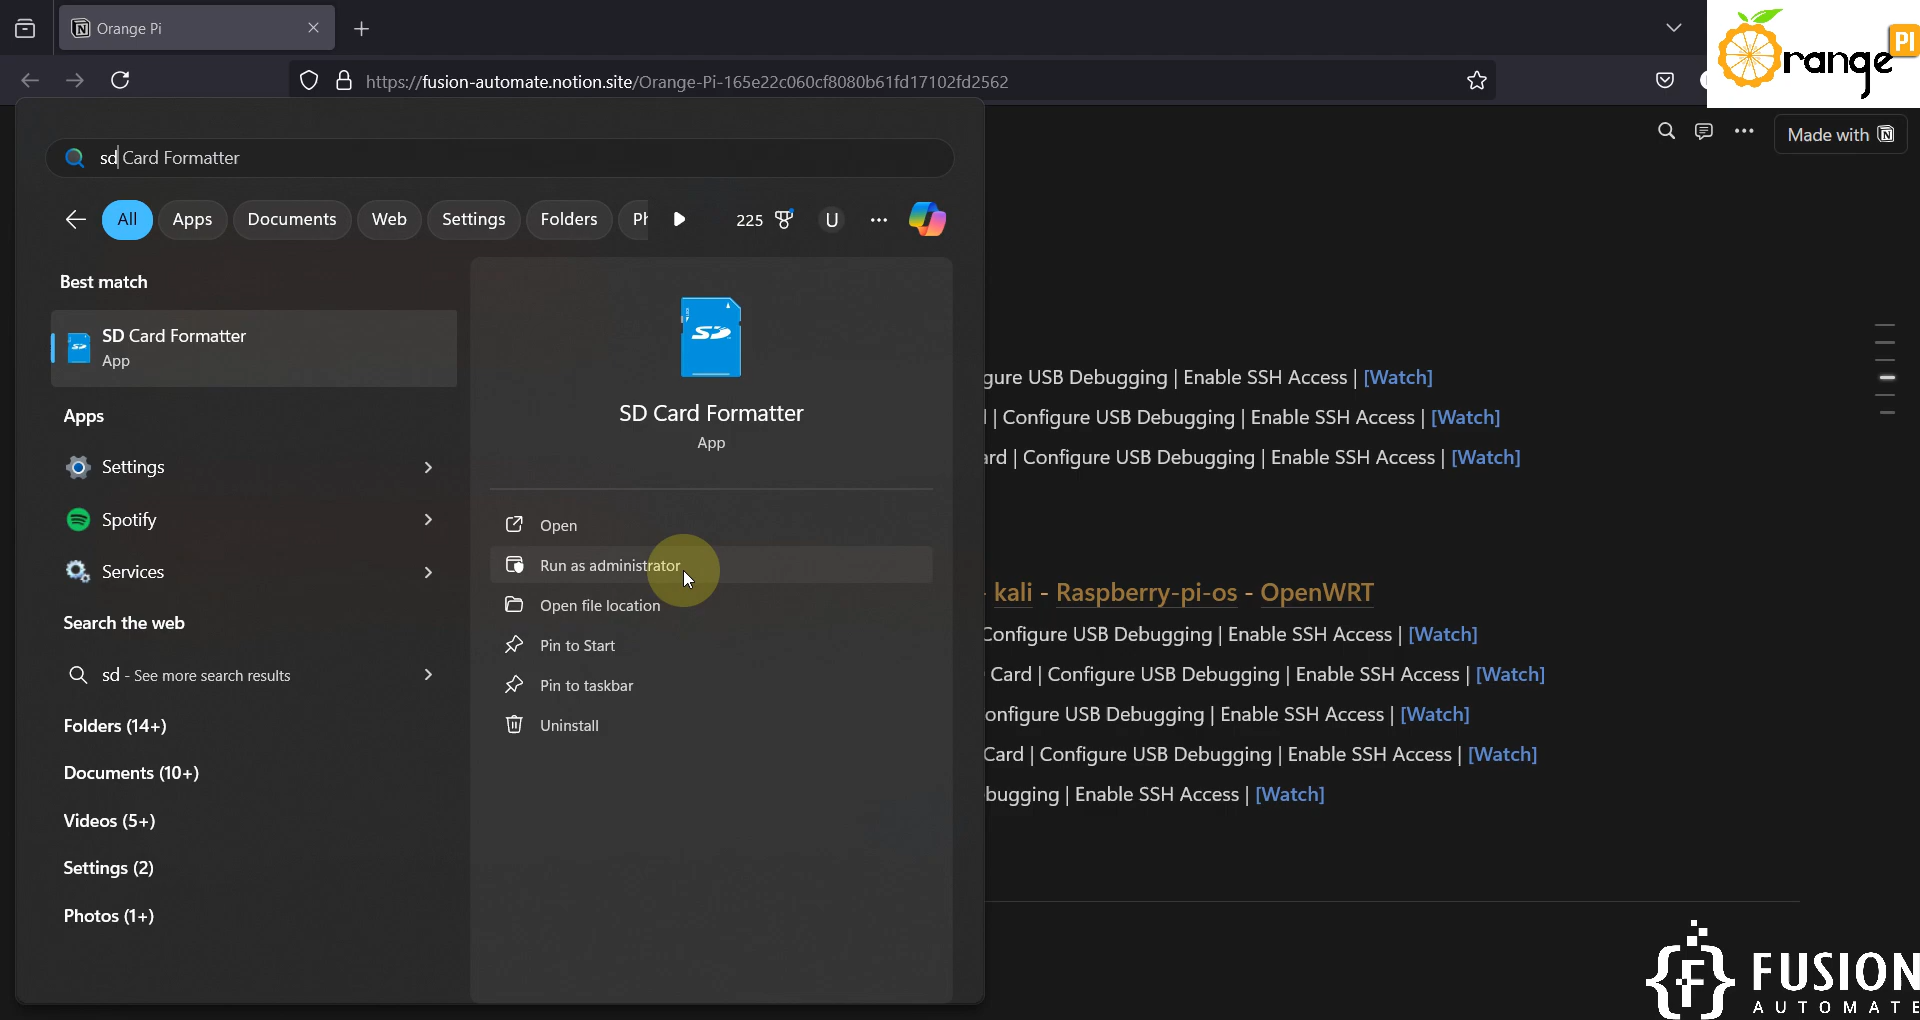 Orange Pi
range PI
https://fusion-automate.notion.site/Orange-Pi-165e22c060cf8080b61fd17102fd2562
Made with
sd Card Formatter
All Apps Documents Web Settings Folders 225 U
Best match
SD Card Formatter
App
Apps
Settings
Spotify
Services
Search the web
sd - See more search results
Folders (14+)
Documents (10+)
Videos (5+)
Settings (2)
Photos (1+)
SD
SD Card Formatter
App
Open
Run as administrator
Open file location
Pin to Start
Pin to taskbar
Uninstall
gure USB Debugging | Enable SSH Access | [Watch]
| Configure USB Debugging | Enable SSH Access | [Watch]
ard | Configure USB Debugging | Enable SSH Access | [Watch]
- kali - Raspberry-pi-os - OpenWRT
Configure USB Debugging | Enable SSH Access | [Watch]
Card | Configure USB Debugging | Enable SSH Access | [Watch]
onfigure USB Debugging | Enable SSH Access | [Watch]
Card | Configure USB Debugging | Enable SSH Access | [Watch]
bugging | Enable SSH Access | [Watch]
{F} FUSION
AUTOMATE